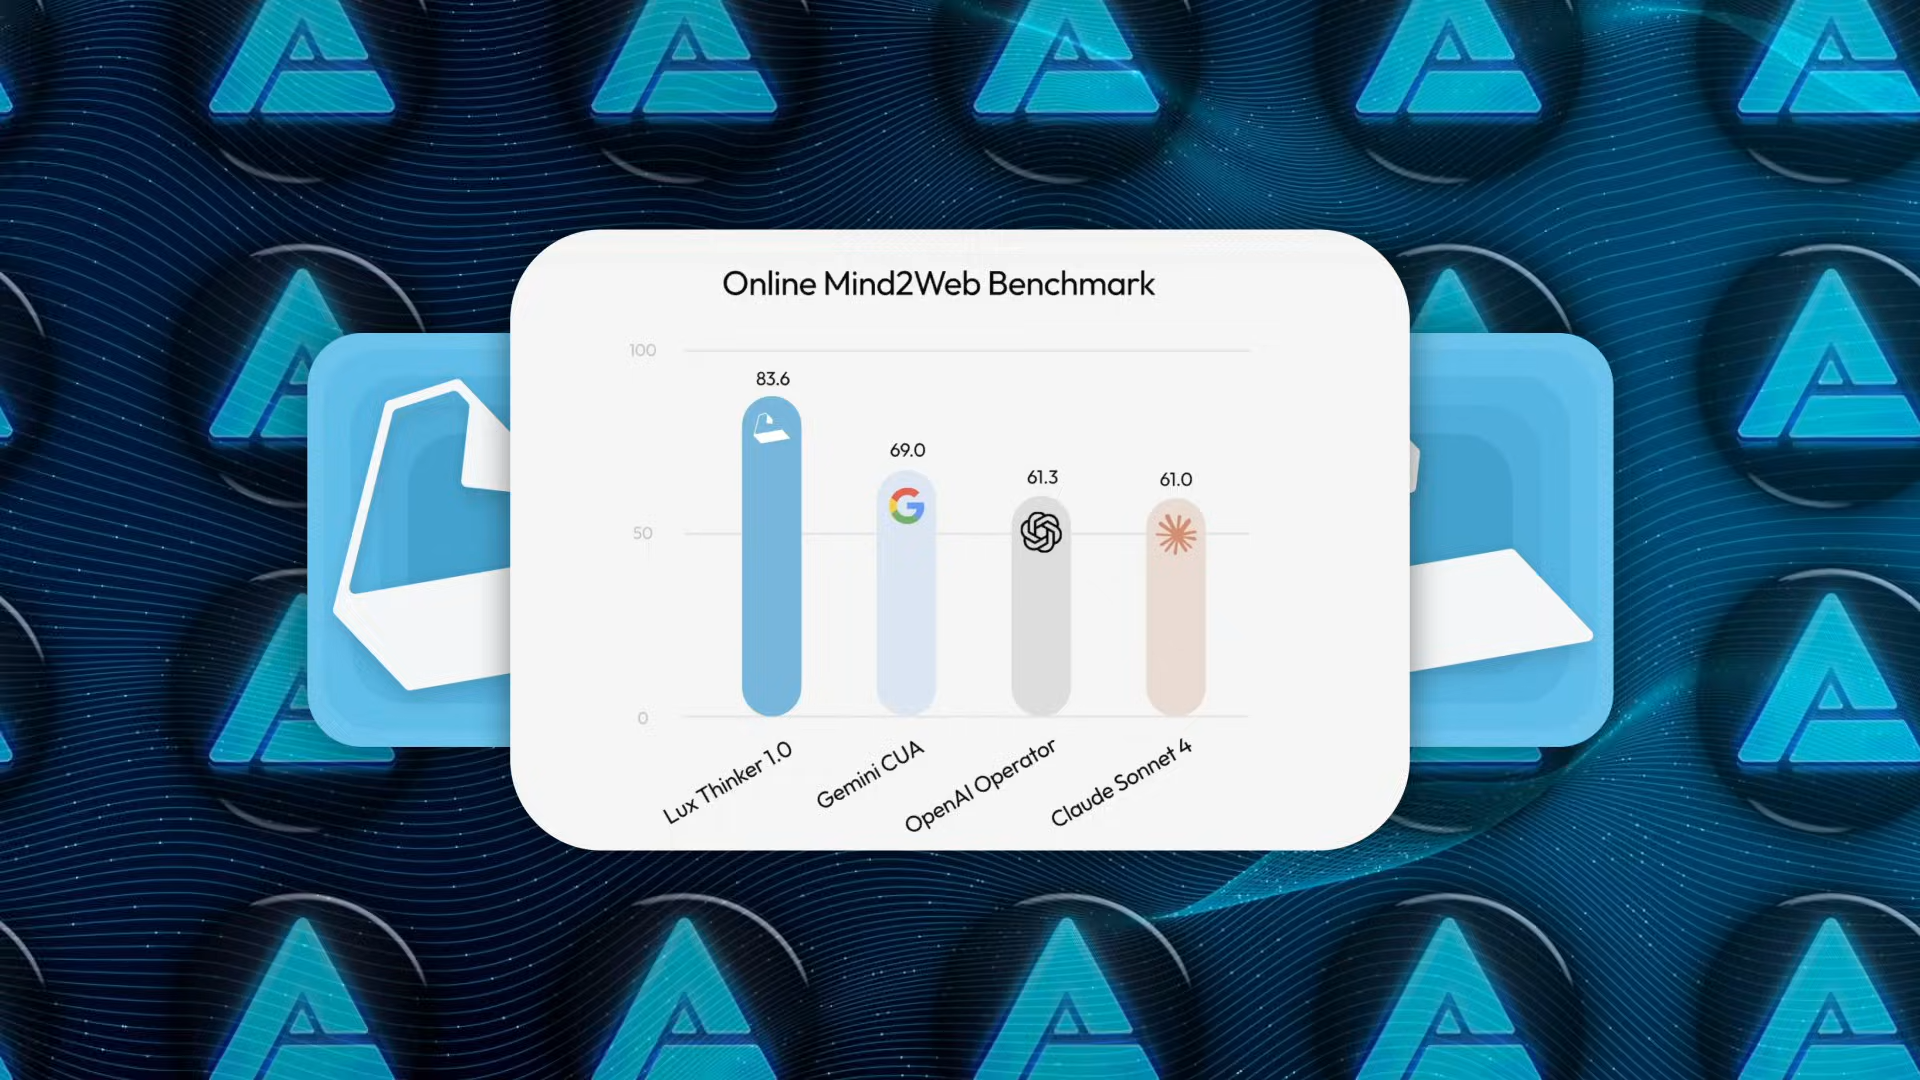 Online Mind2Web Benchmark
100
83.6
69.0
61.3
61.0
50
0
Lux Thinker 1.0
Gemini CUA
OpenAI Operator
Claude Sonnet 4